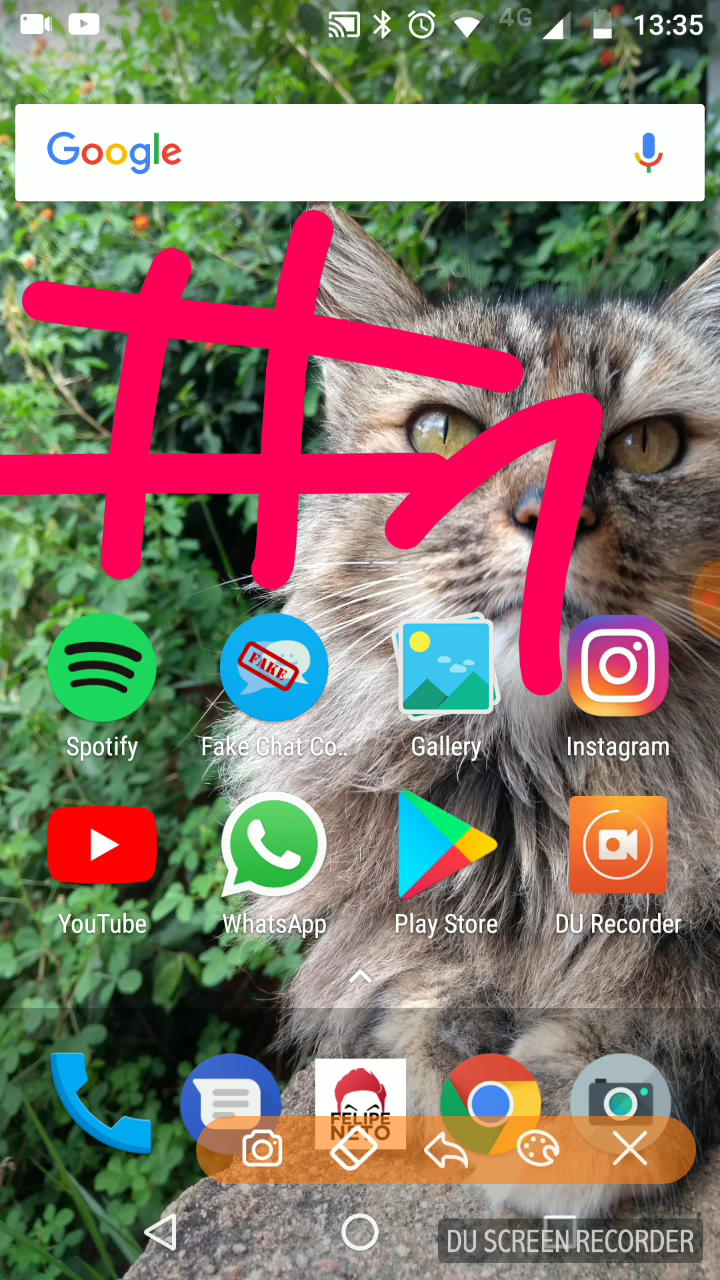 4G 13:35
Google
#1
FAKE
Spotify Fake Chat Co.. Gallery Instagram
YouTube WhatsApp Play Store DU Recorder
FELIPE
NETO
DU SCREEN RECORDER